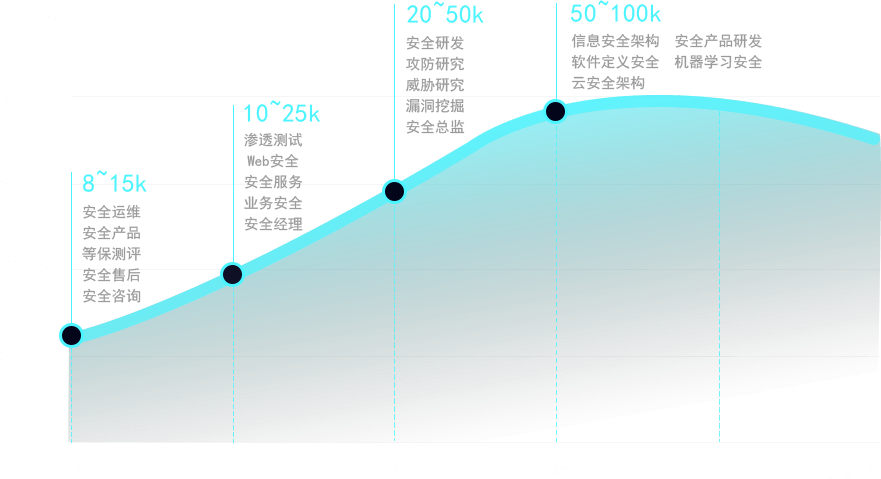 8~15k
安全运维
安全产品
等保测评
安全售后
安全咨询
10~25k
渗透测试
Web安全
安全服务
业务安全
安全经理
20~50k
安全研发
攻防研究
威胁研究
漏洞挖掘
安全总监
50~100k
信息安全架构 安全产品研发
软件定义安全 机器学习安全
云安全架构